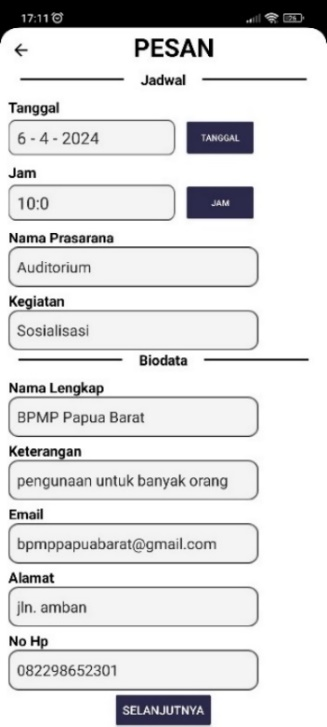 17:11
PESAN
Jadwal
Tanggal
6 - 4 - 2024
TANGGAL
Jam
10:0
JAM
Nama Prasarana
Auditorium
Kegiatan
Sosialisasi
Biodata
Nama Lengkap
BPMP Papua Barat
Keterangan
pengunaan untuk banyak orang
Email
bpmppapuabarat@gmail.com
Alamat
jln. amban
No Hp
082298652301
SELANJUTNYA